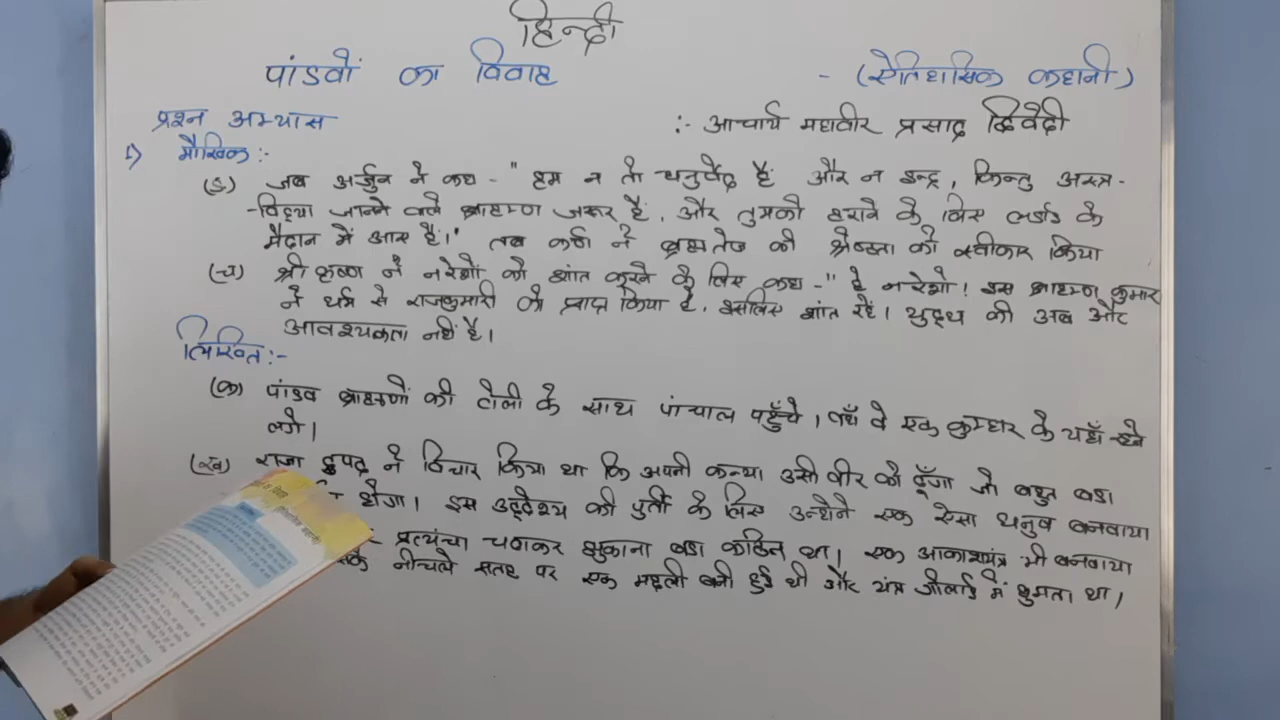 हिन्दी
पांडवों का विवाह - (ऐतिहासिक कहानी)
प्रश्न अभ्यास :- आचार्य महावीर प्रसाद द्विवेदी
1) मौखिक:-
(ङ) जब अर्जुन ने कहा - "हम न तो धनुर्वेद हैं और न इन्द्र, किन्तु अस्त्र-
-विद्या जानने वाले ब्राह्मण जरूर हैं, और तुमको हराने के लिए लड़ाई के
मैदान में आए हैं।" तब कर्ण ने ब्रह्मतेज की श्रेष्ठता को स्वीकार किया
(च) श्री कृष्ण ने नरेशों को शांत करने के लिए कहा - "हे नरेशो! इस ब्राह्मण कुमार
ने धर्म से राजकुमारी को प्राप्त किया है, इसलिए शांत रहें। युद्ध की अब और
आवश्यकता नहीं है।
लिखित:-
(क) पांडव ब्राह्मणों की टोली के साथ पांचाल पहुँचे। वहाँ वे एक कुम्हार के यहाँ रहने
लगे।
(ख) राजा द्रुपद ने विचार किया था कि अपनी कन्या उसी वीर को दूँगा जो बहुत बडा
होगा। इस उद्देश्य की पुर्ती के लिए उन्होने एक ऐसा धनुष बनवाया
प्रत्यंचा चढाकर झुकाना बडा कठिन था। एक आकाशयंत्र भी बनवाया
नीचले सतह पर एक मछली बनी हुई थी और यंत्र गोलाई में घुमता था।